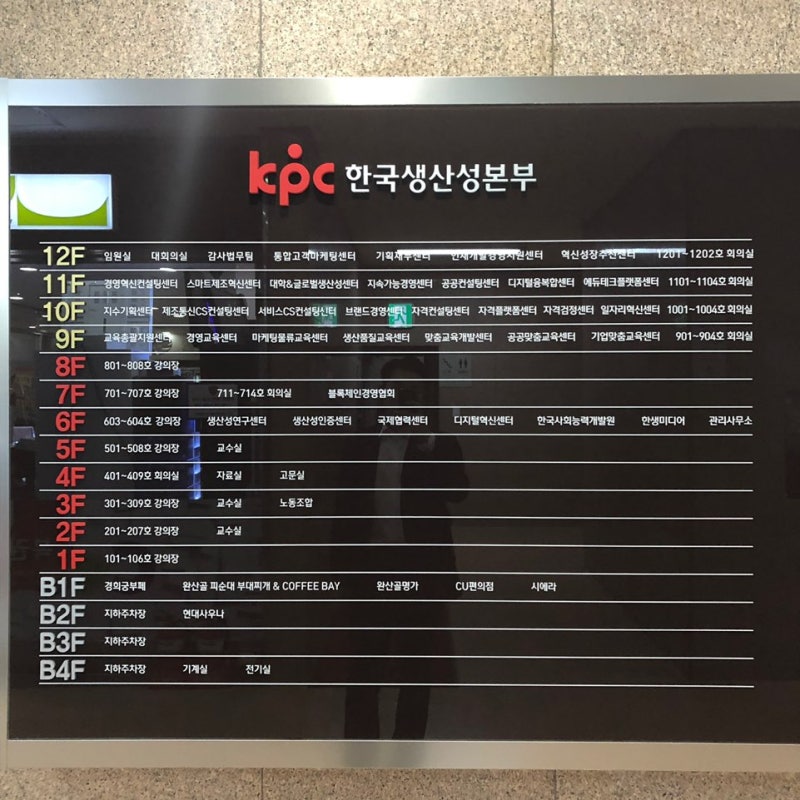 kpc 한국생산성본부
12F 임원실 대회의실 감사법무팀 통합고객마케팅센터 기획재무센터 인재개발경영지원센터 혁신성장추진센터 1201~1202호 회의실
11F 경영혁신컨설팅센터 스마트제조혁신센터 대학&글로벌생산성센터 지속가능경영센터 공공컨설팅센터 디지털융복합센터 에듀테크플랫폼센터 1101~1104호 회의실
10F 지수기획센터 제조통신CS컨설팅센터 서비스CS컨설팅센터 브랜드경영센터 자격컨설팅센터 자격플랫폼센터 자격검정센터 일자리혁신센터 1001~1004호 회의실
9F 교육총괄지원센터 경영교육센터 마케팅물류교육센터 생산품질교육센터 맞춤교육개발센터 공공맞춤교육센터 기업맞춤교육센터 901~904호 회의실
8F 801~808호 강의장
7F 701~707호 강의장 711~714호 회의실 블록체인경영협회
6F 603~604호 강의장 생산성연구센터 생산성인증센터 국제협력센터 디지털혁신센터 한국사회능력개발원 한생미디어 관리사무소
5F 501~508호 강의장 교수실
4F 401~409호 회의실 자료실 고문실
3F 301~309호 강의장 교수실 노동조합
2F 201~207호 강의장 교수실
1F 101~106호 강의장
B1F 경희궁부페 완산골 피순대 부대찌개 & COFFEE BAY 완산골명가 CU편의점 시에라
B2F 지하주차장 현대사우나
B3F 지하주차장
B4F 지하주차장 기계실 전기실